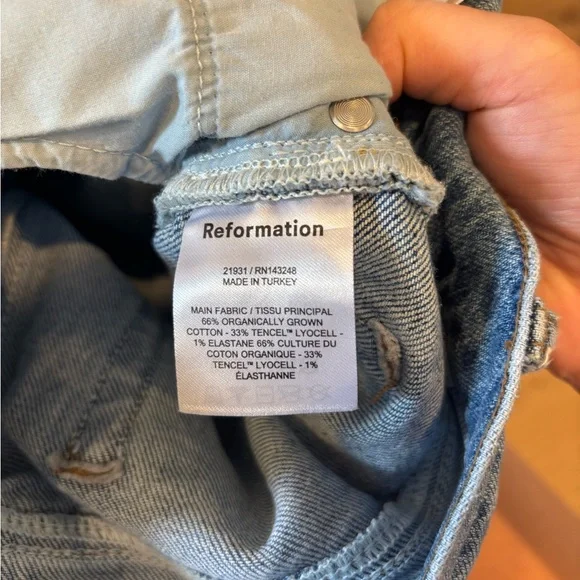 Reformation
21931 / RN143248
MADE IN TURKEY
MAIN FABRIC / TISSU PRINCIPAL
66% ORGANICALLY GROWN
COTTON - 33% TENCEL™ LYOCELL -
1% ELASTANE 66% CULTURE DU
COTON ORGANIQUE - 33%
TENCEL™ LYOCELL - 1%
ÉLASTHANNE